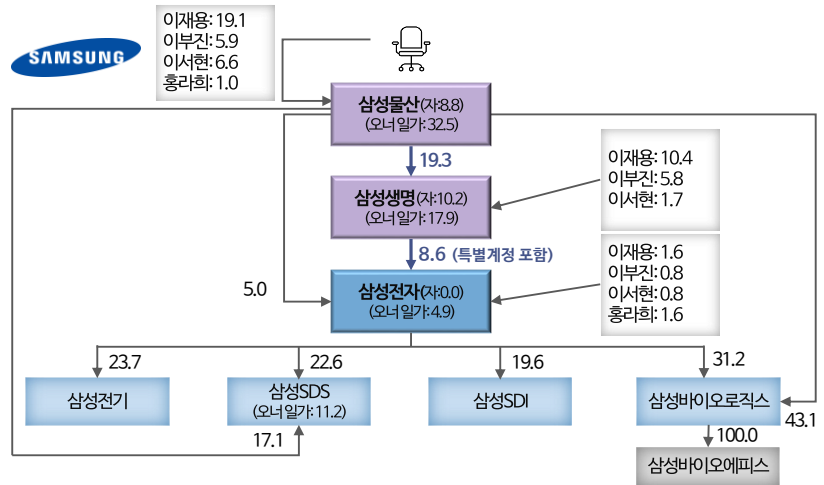 이재용: 19.1
이부진: 5.9
이서현: 6.6
홍라희: 1.0
SAMSUNG
삼성물산(자:8.8)
(오너 일가: 32.5)
19.3
이재용: 10.4
이부진: 5.8
이서현: 1.7
삼성생명(자:10.2)
(오너일가: 17.9)
8.6 (특별계정 포함)
이재용: 1.6
이부진: 0.8
이서현: 0.8
홍라희: 1.6
5.0
삼성전자(자:0.0)
(오너일가: 4.9)
23.7
22.6
19.6
31.2
삼성전기
삼성SDS
(오너일가: 11.2)
삼성SDI
삼성바이오로직스
43.1
17.1
100.0
삼성바이오에피스